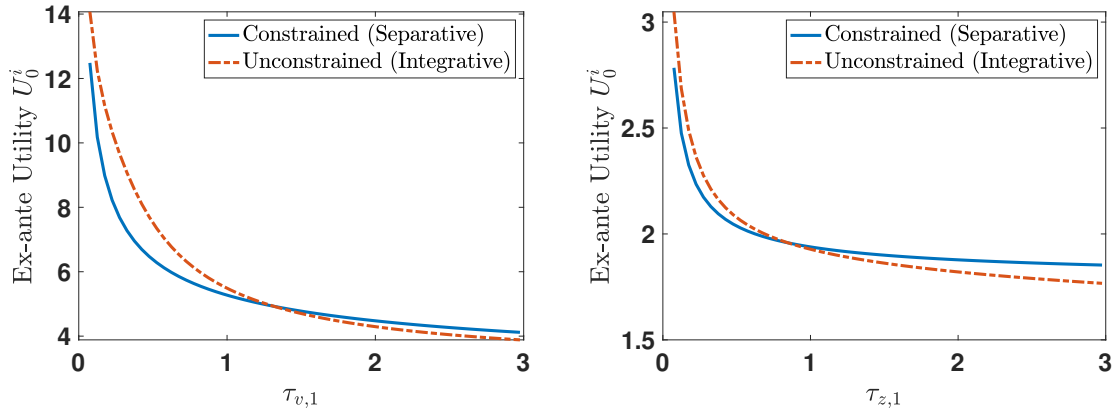 14
12
10
8
6
4
Ex-ante Utility $U_0^i$
Constrained (Separative)
Unconstrained (Integrative)
0 1 2 3
$\tau_{v,1}$
3
2.5
2
1.5
Ex-ante Utility $U_0^i$
Constrained (Separative)
Unconstrained (Integrative)
0 1 2 3
$\tau_{z,1}$